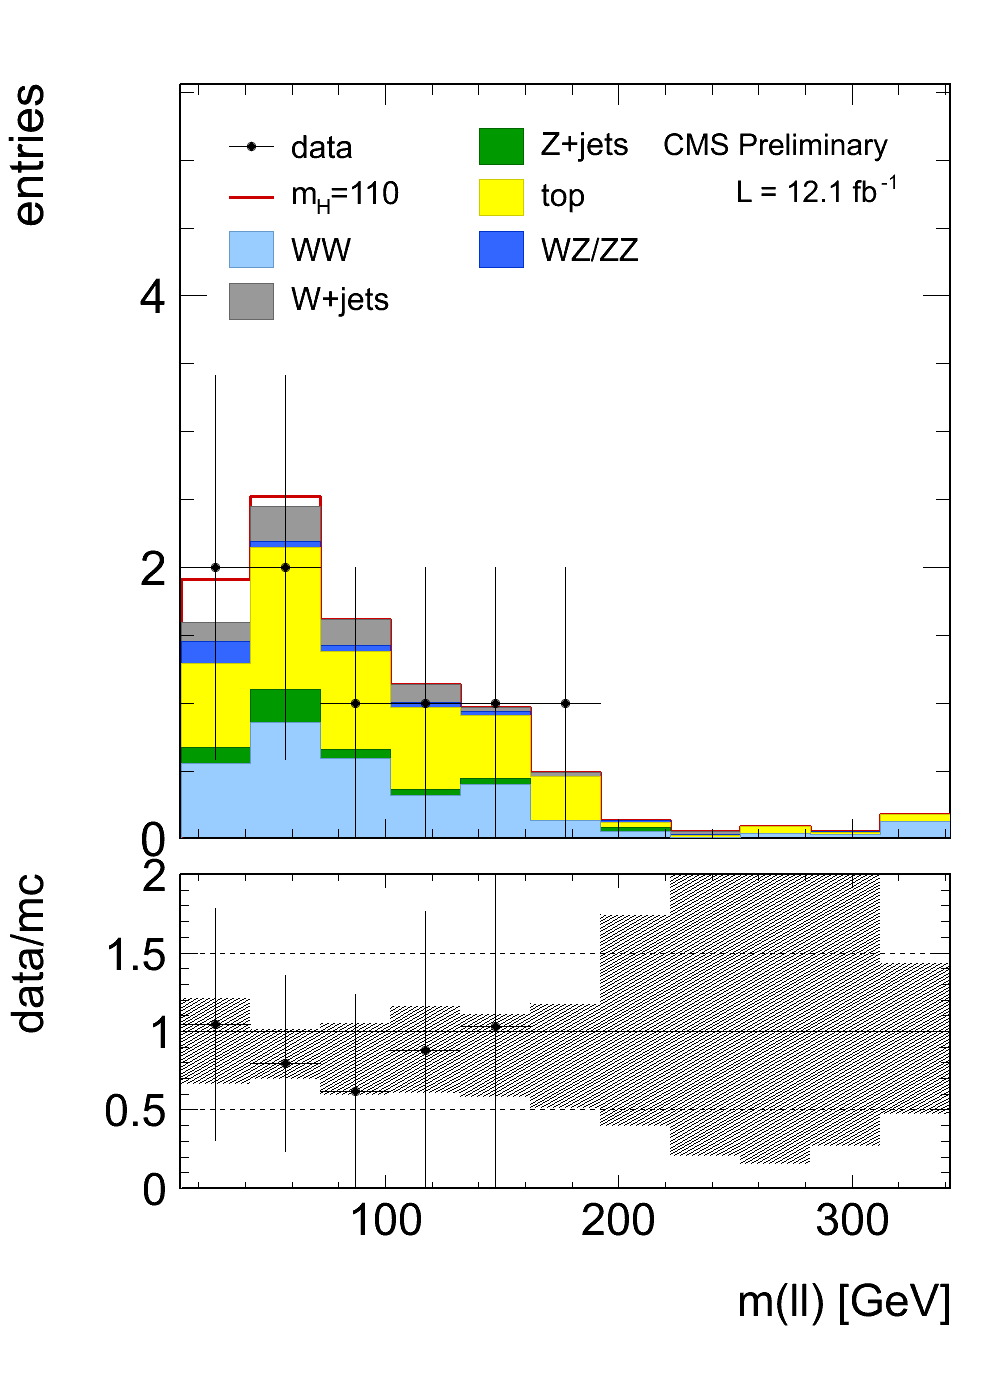 entries
4
2
0
data
m_H=110
WW
W+jets
Z+jets
top
WZ/ZZ
CMS Preliminary
L = 12.1 fb^-1
data/mc
2
1.5
1
0.5
0
100 200 300
m(ll) [GeV]